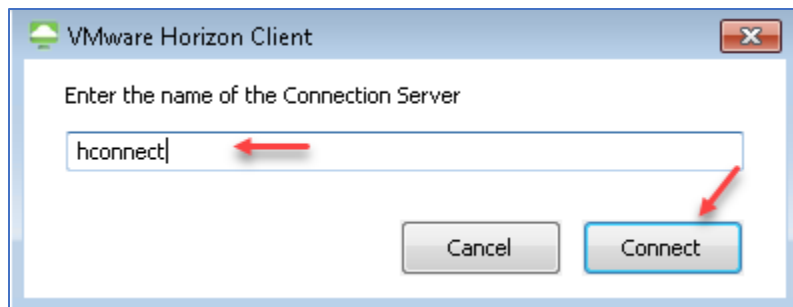 VMware Horizon Client
Enter the name of the Connection Server
hconnect
Cancel Connect